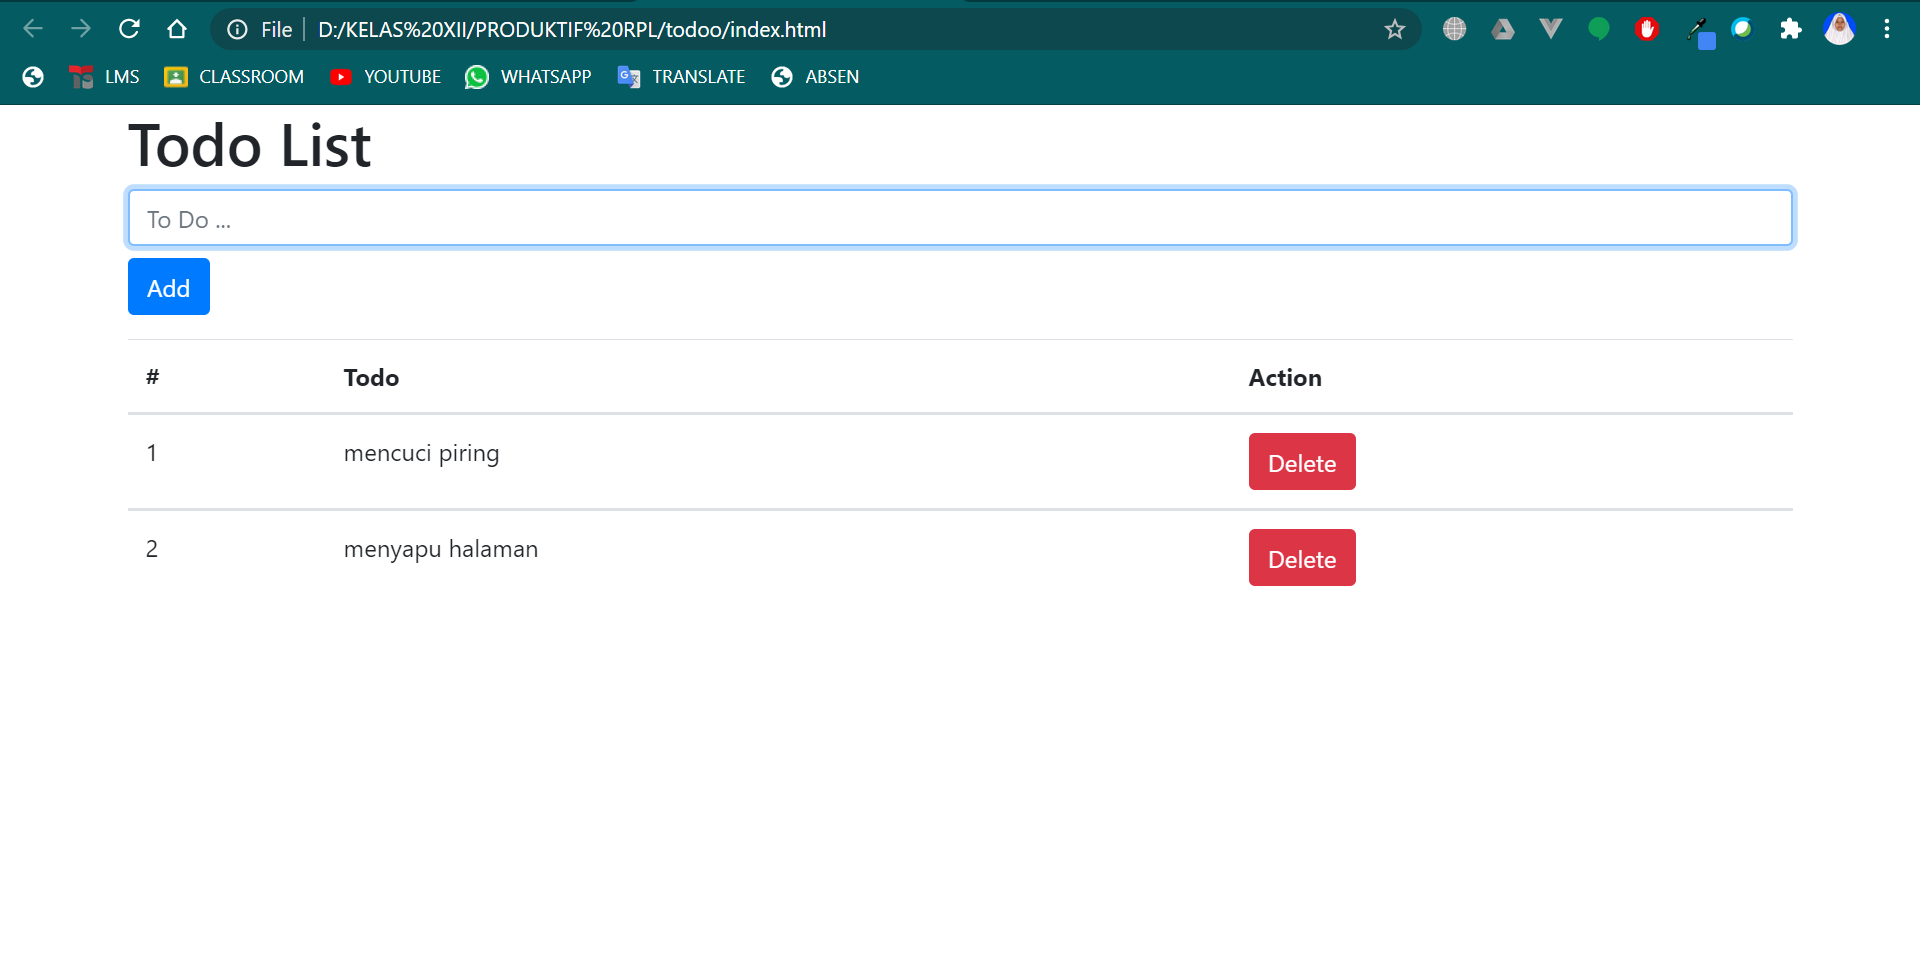 File D:/KELAS%20XII/PRODUKTIF%20RPL/todoo/index.html
LMS CLASSROOM YOUTUBE WHATSAPP TRANSLATE ABSEN
Todo List
To Do ...
Add
# Todo Action
1 mencuci piring Delete
2 menyapu halaman Delete